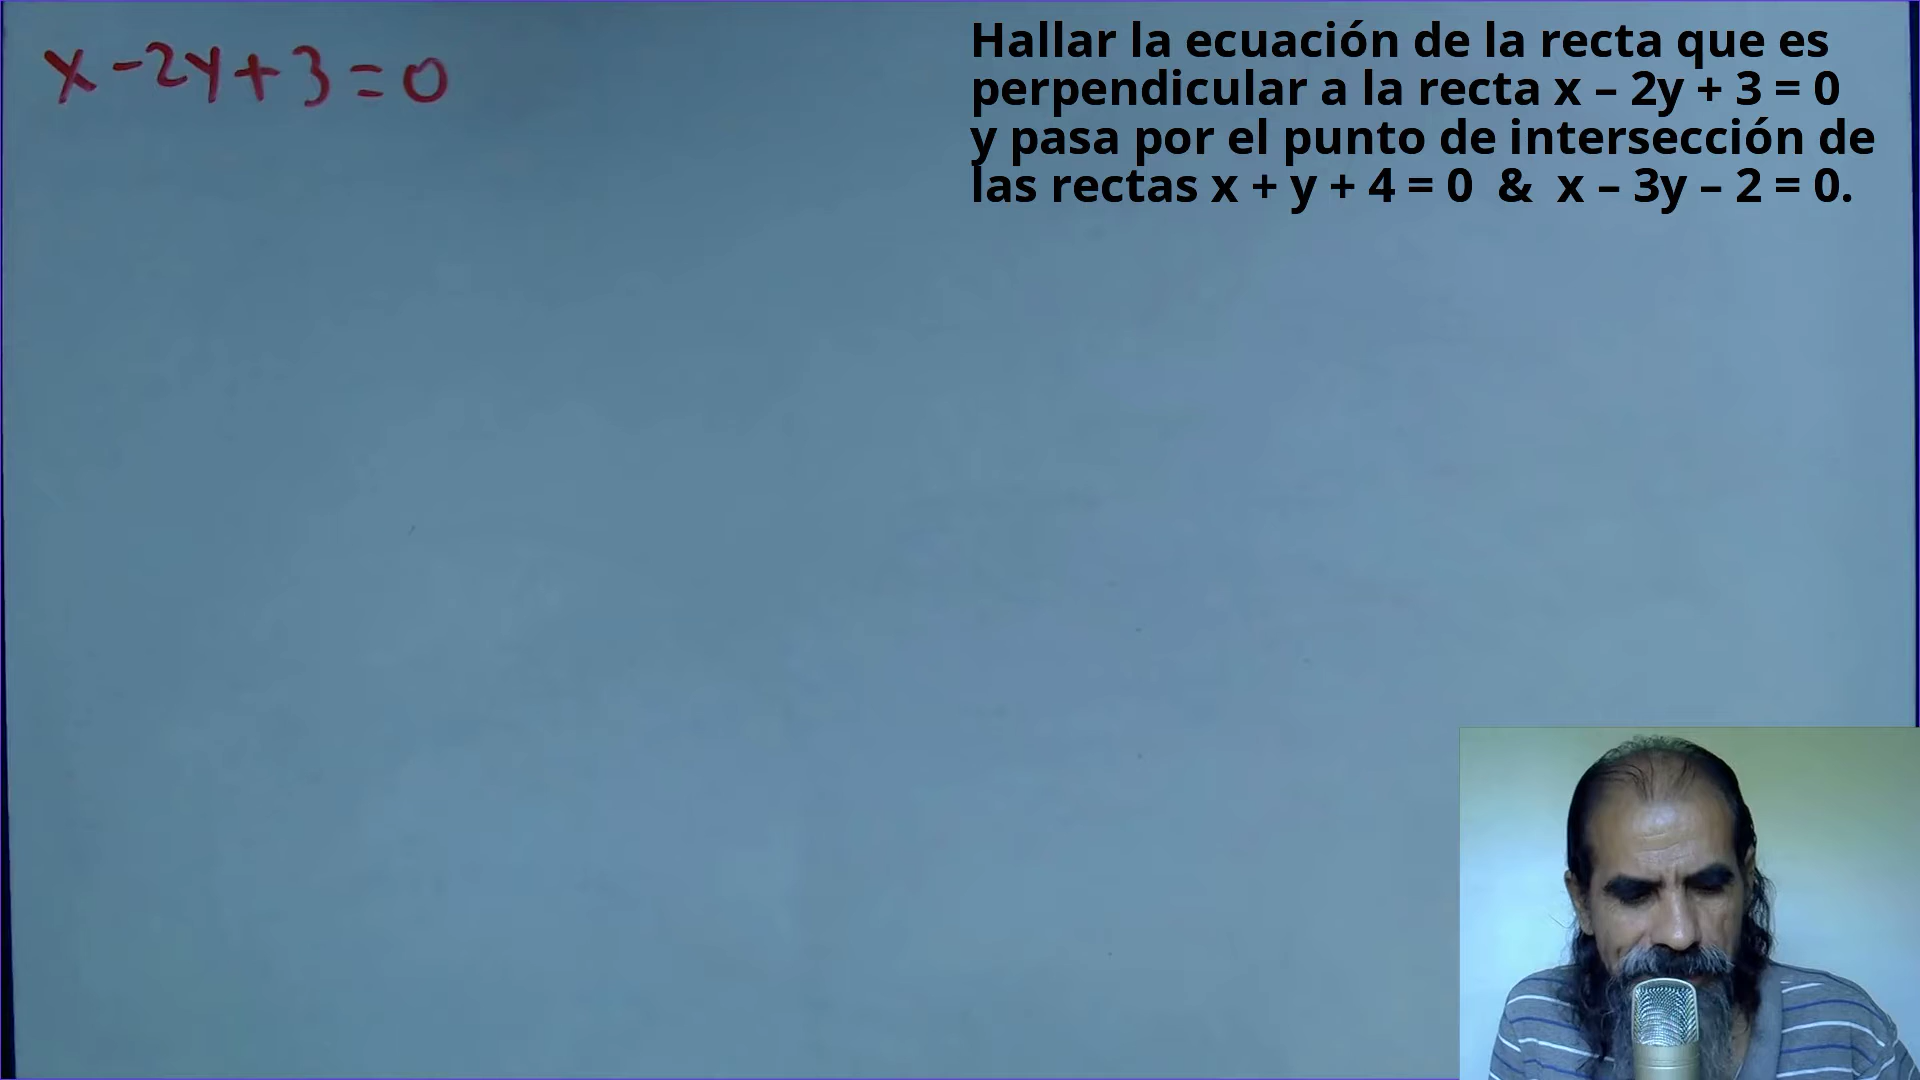 x-2y+3=0
Hallar la ecuación de la recta que es
perpendicular a la recta x – 2y + 3 = 0
y pasa por el punto de intersección de
las rectas x + y + 4 = 0 & x – 3y – 2 = 0.